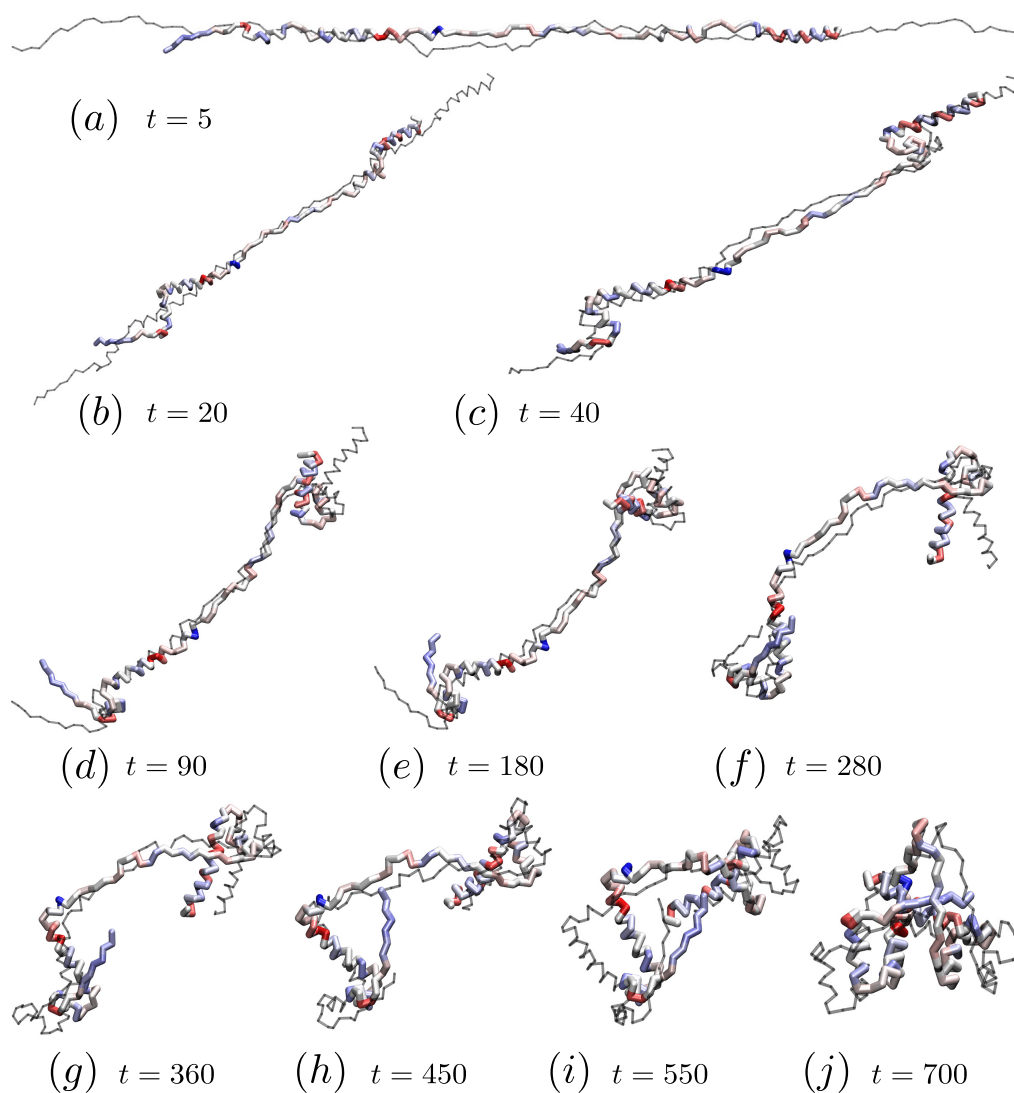 (a) t = 5
(b) t = 20
(c) t = 40
(d) t = 90
(e) t = 180
(f) t = 280
(g) t = 360
(h) t = 450
(i) t = 550
(j) t = 700